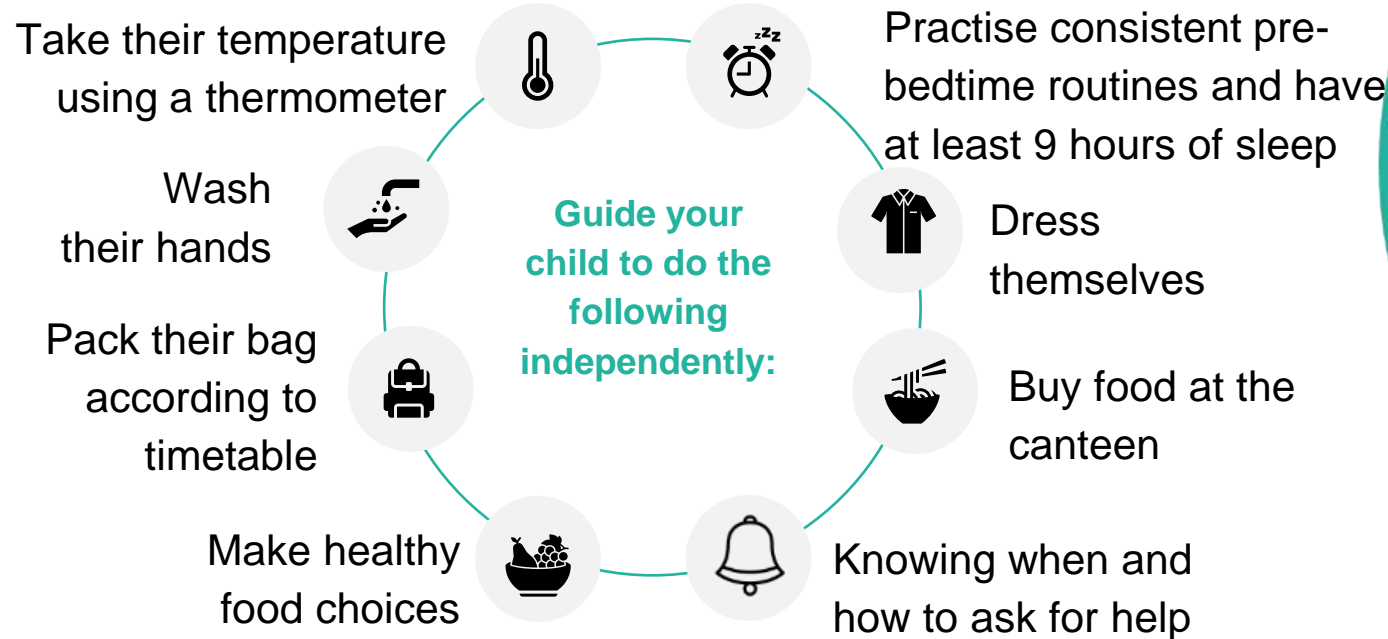 Take their temperature
using a thermometer
zzz
Practise consistent pre-
bedtime routines and have
at least 9 hours of sleep
Wash
their hands
Guide your
child to do the
following
independently:
Dress
themselves
Pack their bag
according to
timetable
Buy food at the
canteen
Make healthy
food choices
Knowing when and
how to ask for help